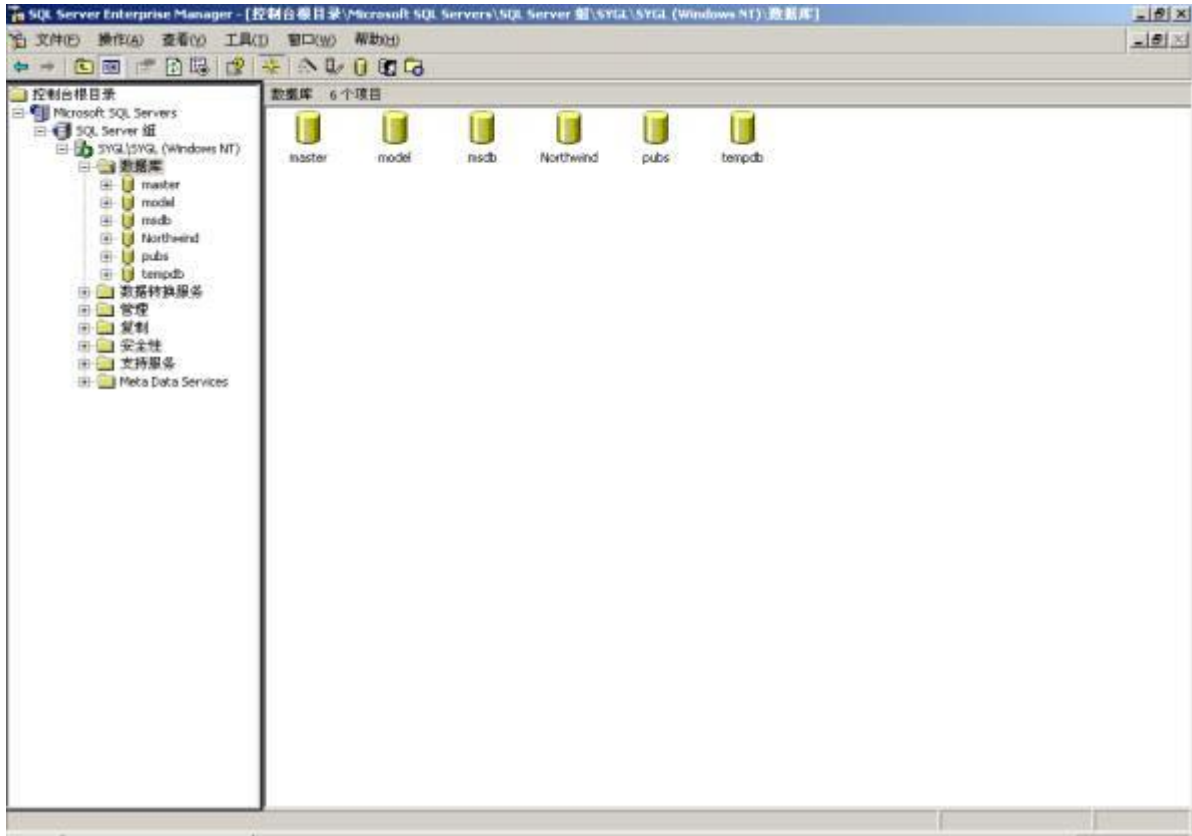 SQL Server Enterprise Manager - [控制台根目录\Microsoft SQL Servers\SQL Server 组\SYGL\SYGL (Windows NT)\数据库]
文件(F) 操作(A) 查看(V) 工具(T) 窗口(W) 帮助(H)
控制台根目录
Microsoft SQL Servers
SQL Server 组
SYGL\SYGL (Windows NT)
数据库
master
model
msdb
Northwind
pubs
tempdb
数据转换服务
管理
复制
安全性
支持服务
Meta Data Services
数据库 6 个项目
master model msdb Northwind pubs tempdb